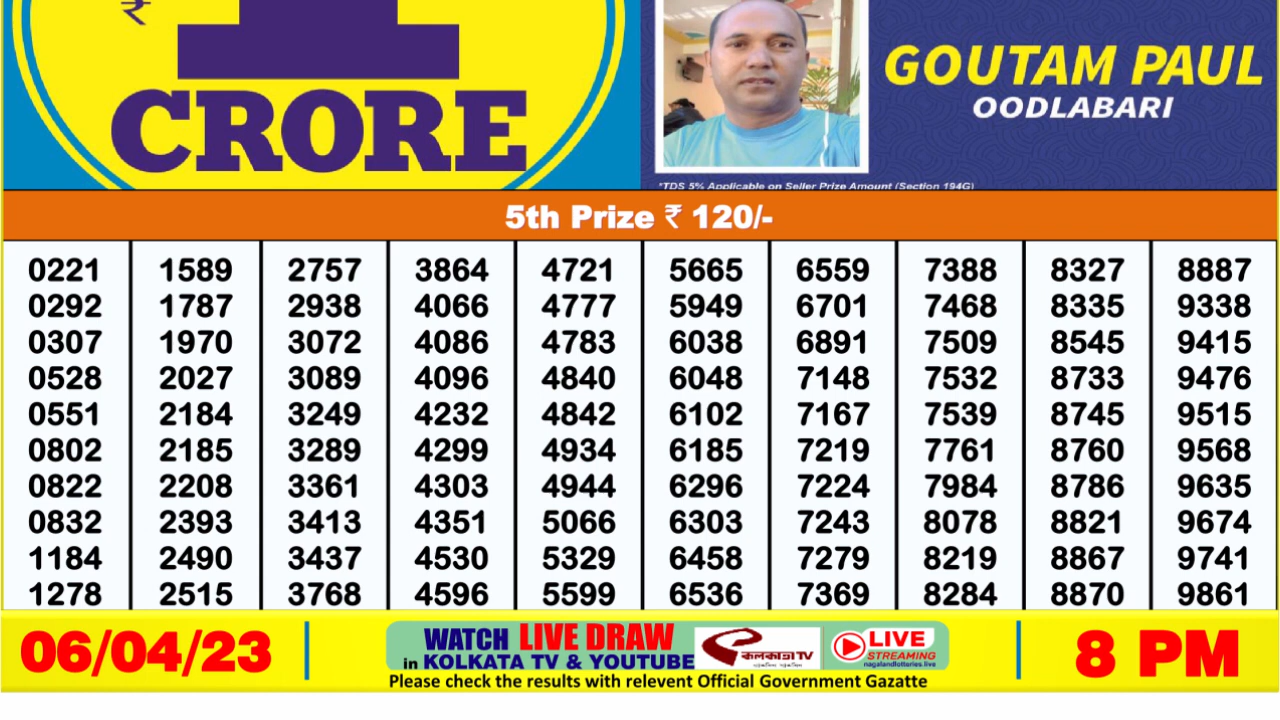 ₹ 1
CRORE
GOUTAM PAUL
OODLABARI
*TDS 5% Applicable on Seller Prize Amount (Section 194G)
5th Prize ₹ 120/-
0221 1589 2757 3864 4721 5665 6559 7388 8327 8887
0292 1787 2938 4066 4777 5949 6701 7468 8335 9338
0307 1970 3072 4086 4783 6038 6891 7509 8545 9415
0528 2027 3089 4096 4840 6048 7148 7532 8733 9476
0551 2184 3249 4232 4842 6102 7167 7539 8745 9515
0802 2185 3289 4299 4934 6185 7219 7761 8760 9568
0822 2208 3361 4303 4944 6296 7224 7984 8786 9635
0832 2393 3413 4351 5066 6303 7243 8078 8821 9674
1184 2490 3437 4530 5329 6458 7279 8219 8867 9741
1278 2515 3768 4596 5599 6536 7369 8284 8870 9861
06/04/23
WATCH LIVE DRAW
in KOLKATA TV & YOUTUBE
কলকাতা TV
LIVE
STREAMING
nagalandlotteries.live
8 PM
Please check the results with relevent Official Government Gazatte